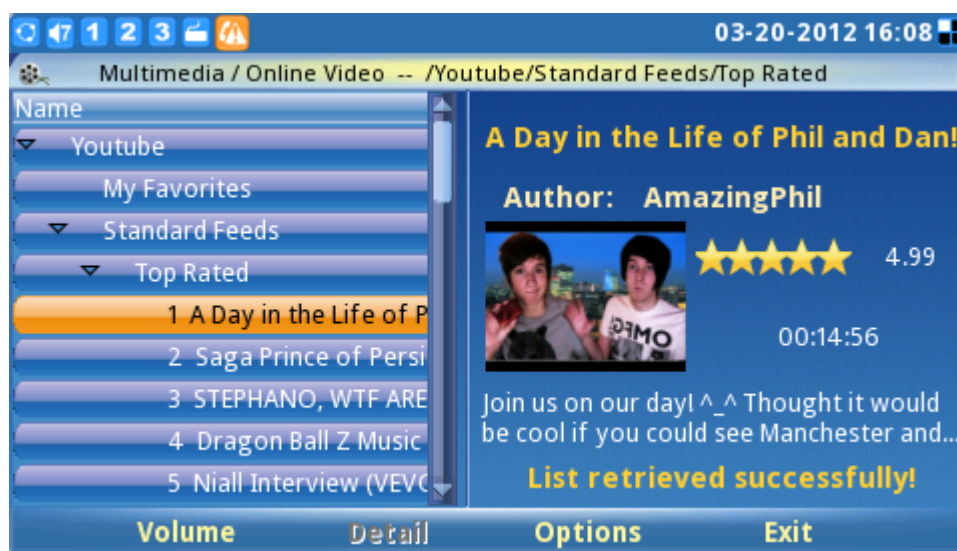 7 1 2 3 03-20-2012 16:08
Multimedia / Online Video -- /Youtube/Standard Feeds/Top Rated
Name
Youtube
My Favorites
Standard Feeds
Top Rated
1 A Day in the Life of P
2 Saga Prince of Persi
3 STEPHANO, WTF ARE
4 Dragon Ball Z Music
5 Niall Interview (VEVO
A Day in the Life of Phil and Dan!
Author: AmazingPhil
4.99
OMFG
00:14:56
Join us on our day! ^_^ Thought it would
be cool if you could see Manchester and...
List retrieved successfully!
Volume Detail Options Exit